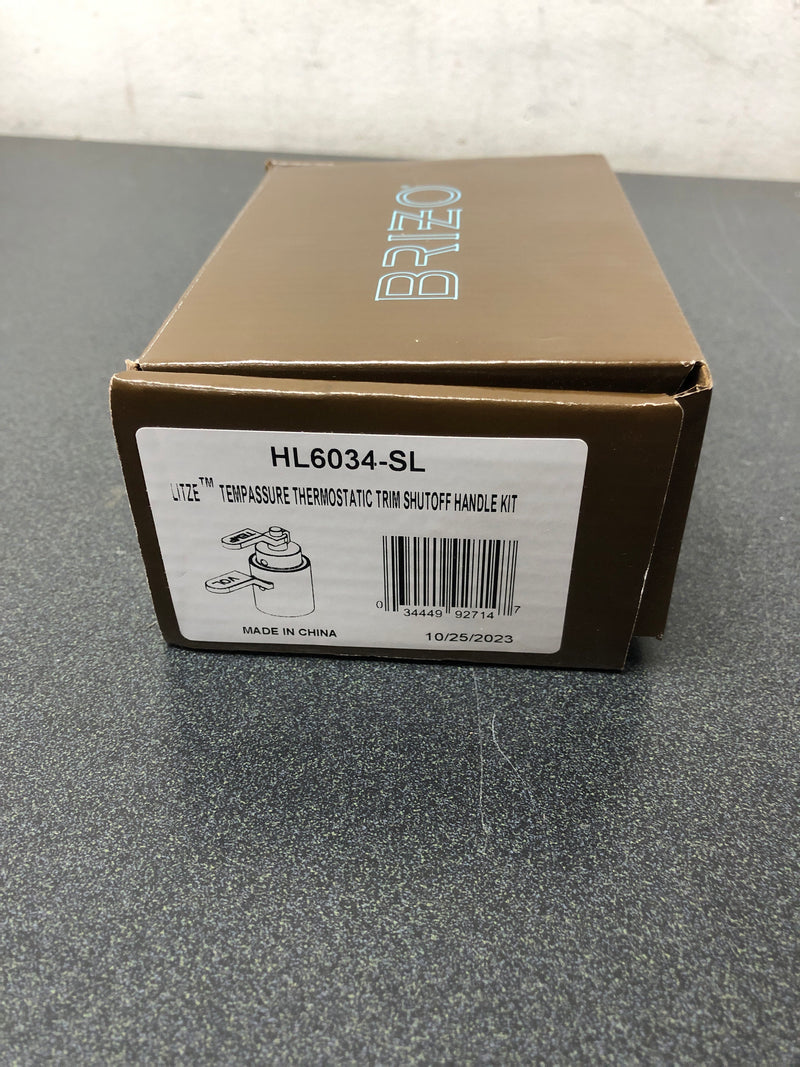 BRIZO
HL6034-SL
LITZE™ TEMPASSURE THERMOSTATIC TRIM SHUTOFF HANDLE KIT
VOL
0 34449 92714 7
MADE IN CHINA
10/25/2023